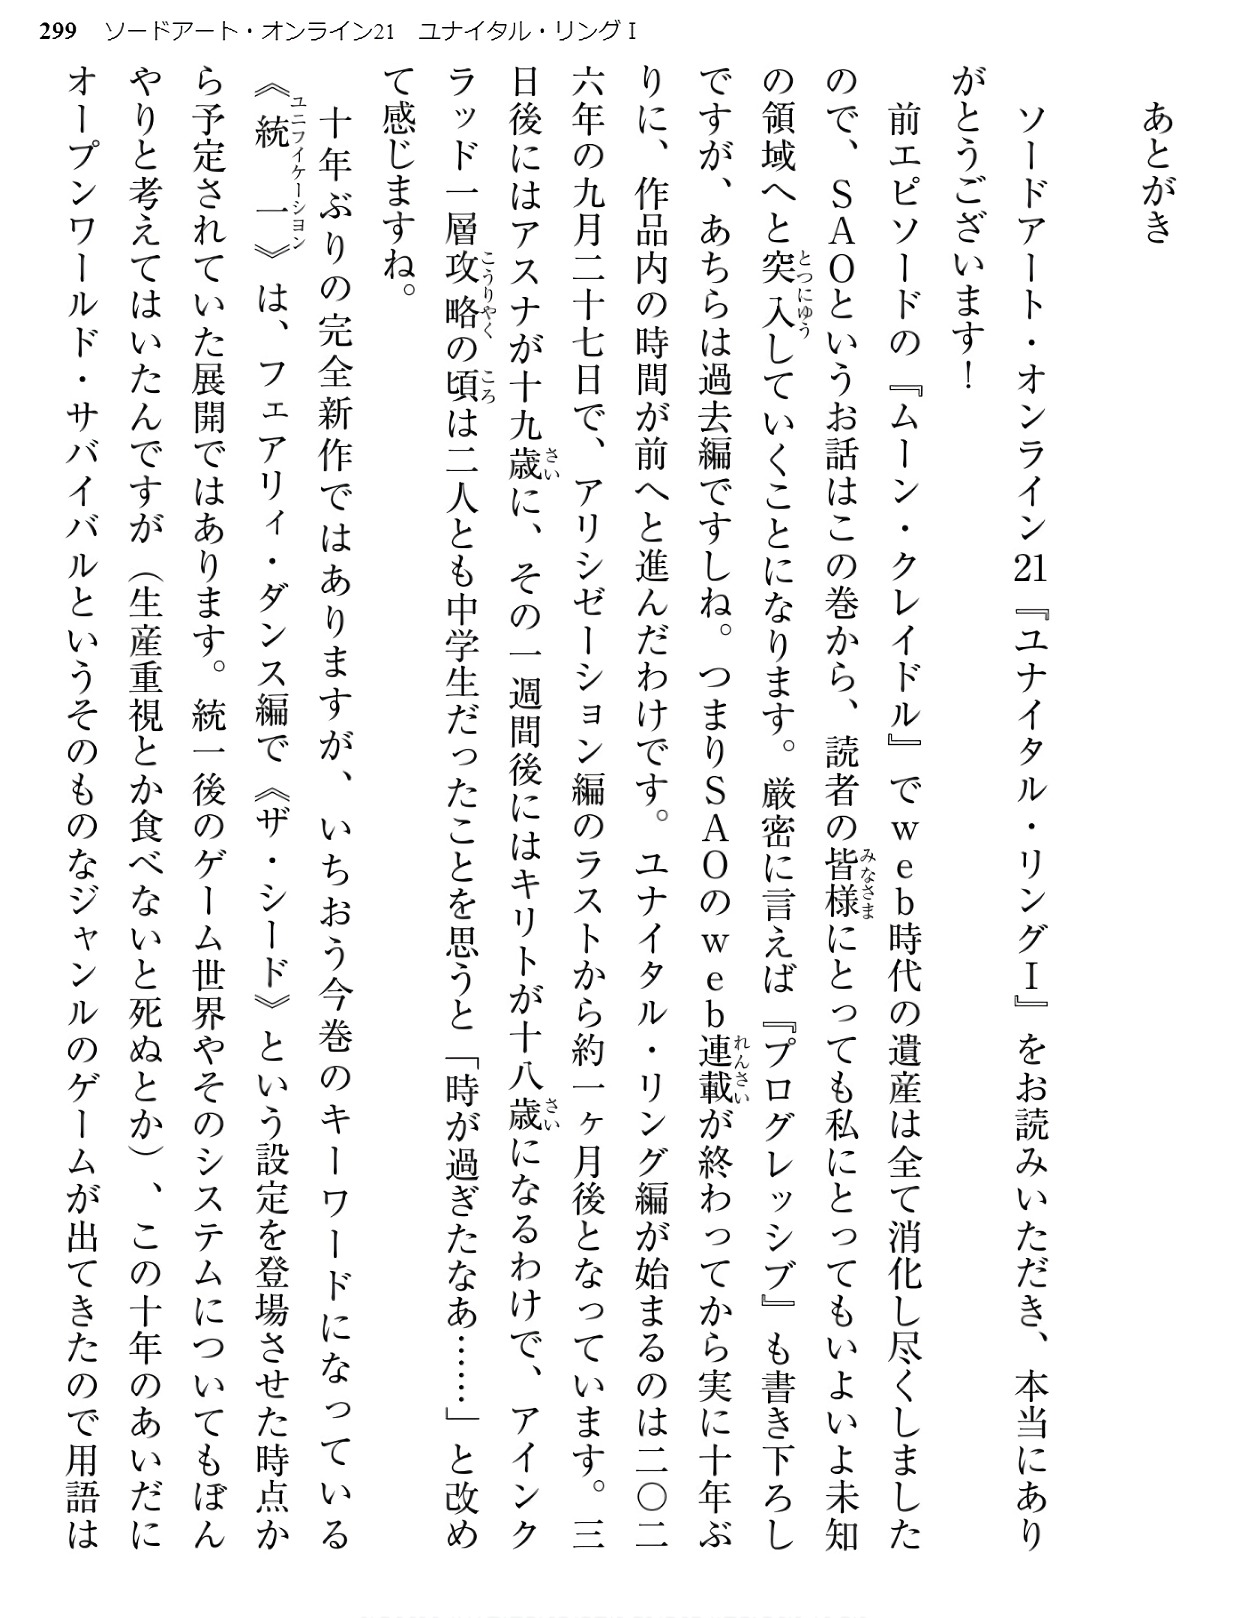 299 ソードアート・オンライン21 ユナイタル・リングⅠ
あとがき
ソードアート・オンライン21『ユナイタル・リングⅠ』をお読みいただき、本当にあり
がとうございます！
前エピソードの『ムーン・クレイドル』でｗｅｂ時代の遺産は全て消化し尽くしました
ので、ＳＡＯというお話はこの巻から、読者の皆様にとっても私にとってもいよいよ未知
の領域へと突入していくことになります。厳密に言えば『プログレッシブ』も書き下ろし
ですが、あちらは過去編ですしね。つまりＳＡＯのｗｅｂ連載が終わってから実に十年ぶ
りに、作品内の時間が前へと進んだわけです。ユナイタル・リング編が始まるのは二〇二
六年の九月二十七日で、アリシゼーション編のラストから約一ヶ月後となっています。三
日後にはアスナが十九歳に、その一週間後にはキリトが十八歳になるわけで、アインク
ラッド一層攻略の頃は二人とも中学生だったことを思うと「時が過ぎたなあ……」と改め
て感じますね。
十年ぶりの完全新作ではありますが、いちおう今巻のキーワードになっている
《統一》は、フェアリィ・ダンス編で《ザ・シード》という設定を登場させた時点か
ら予定されていた展開ではあります。統一後のゲーム世界やそのシステムについてもぼん
やりと考えてはいたんですが（生産重視とか食べないと死ぬとか）、この十年のあいだに
オープンワールド・サバイバルというそのものなジャンルのゲームが出てきたので用語は